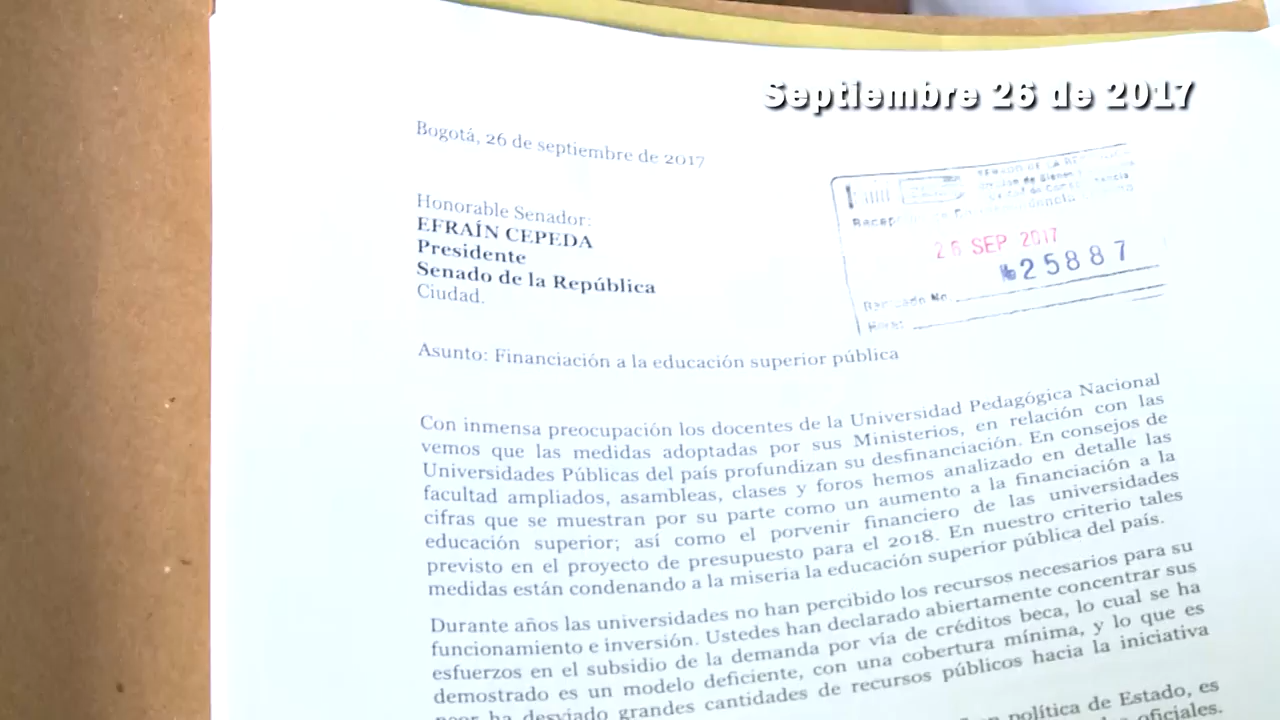 Septiembre 26 de 2017
Bogotá, 26 de septiembre de 2017
Honorable Senador:
EFRAÍN CEPEDA
Presidente
Senado de la República
Ciudad.
26 SEP 2017
№ 25887
Asunto: Financiación a la educación superior pública
Con inmensa preocupación los docentes de la Universidad Pedagógica Nacional
vemos que las medidas adoptadas por sus Ministerios, en relación con las
Universidades Públicas del país profundizan su desfinanciación. En consejos de
facultad ampliados, asambleas, clases y foros hemos analizado en detalle las
cifras que se muestran por su parte como un aumento a la financiación a la
educación superior; así como el porvenir financiero de las universidades
previsto en el proyecto de presupuesto para el 2018. En nuestro criterio tales
medidas están condenando a la miseria la educación superior pública del país.
Durante años las universidades no han percibido los recursos necesarios para su
funcionamiento e inversión. Ustedes han declarado abiertamente concentrar sus
esfuerzos en el subsidio de la demanda por vía de créditos beca, lo cual se ha
demostrado es un modelo deficiente, con una cobertura mínima, y lo que es
peor ha desviado grandes cantidades de recursos públicos hacia la iniciativa
política de Estado, es
oficiales.